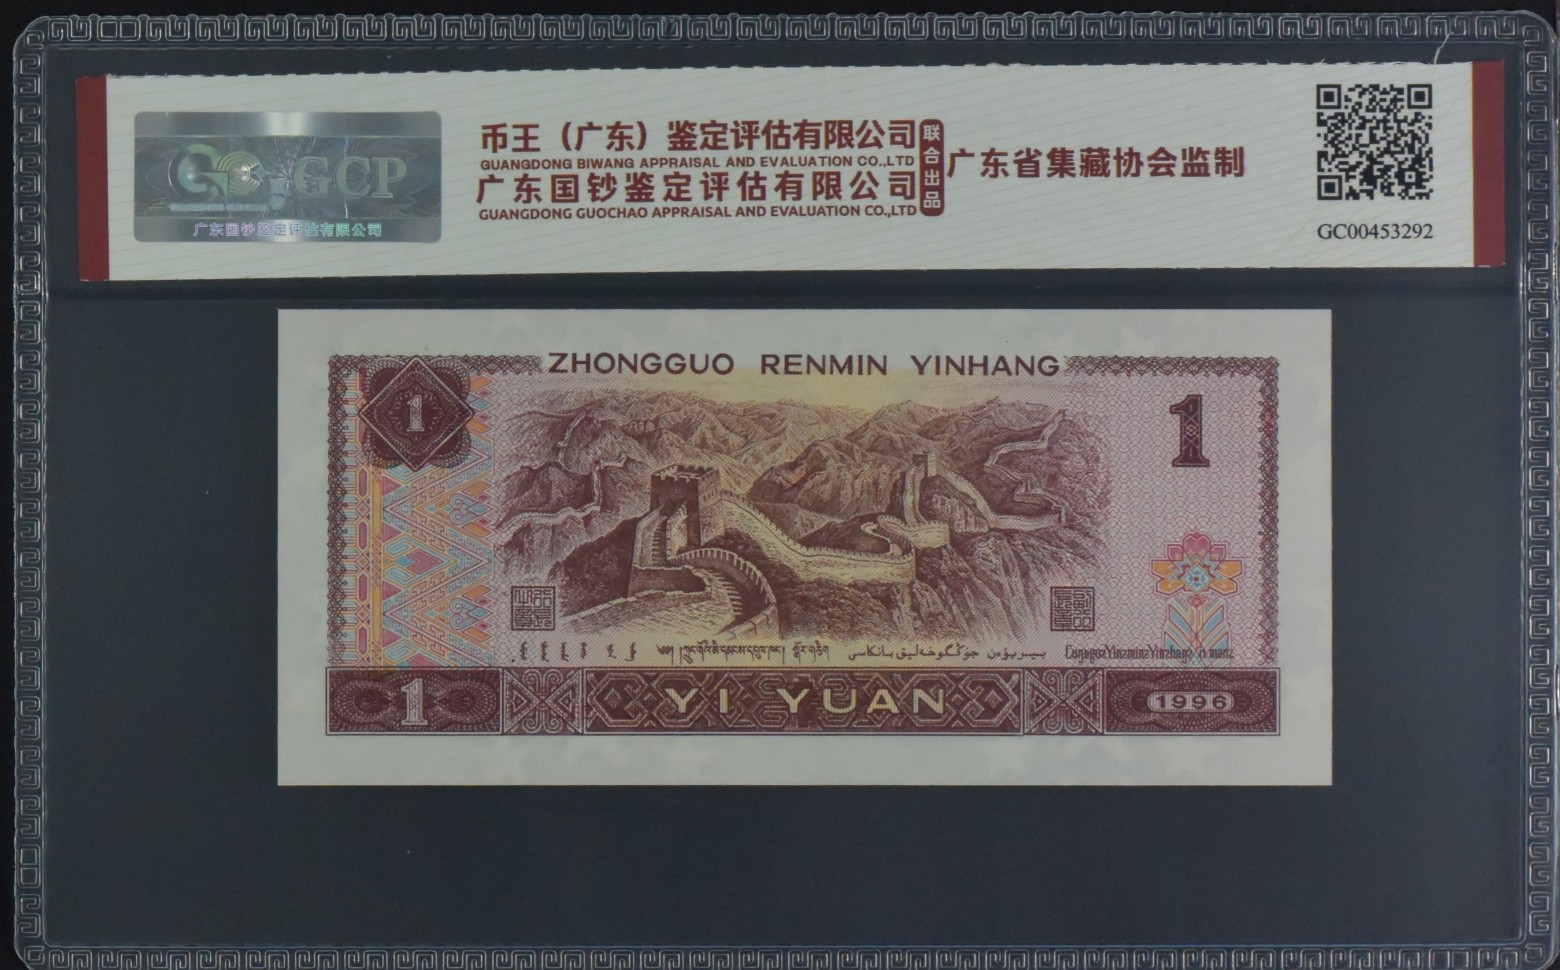 GCP
广东国钞鉴定评估有限公司
币王（广东）鉴定评估有限公司
GUANGDONG BIWANG APPRAISAL AND EVALUATION CO.,LTD
广东国钞鉴定评估有限公司
GUANGDONG GUOCHAO APPRAISAL AND EVALUATION CO.,LTD
联合出品
广东省集藏协会监制
GC00453292
ZHONGGUO RENMIN YINHANG
1
1
1
YI YUAN
1996